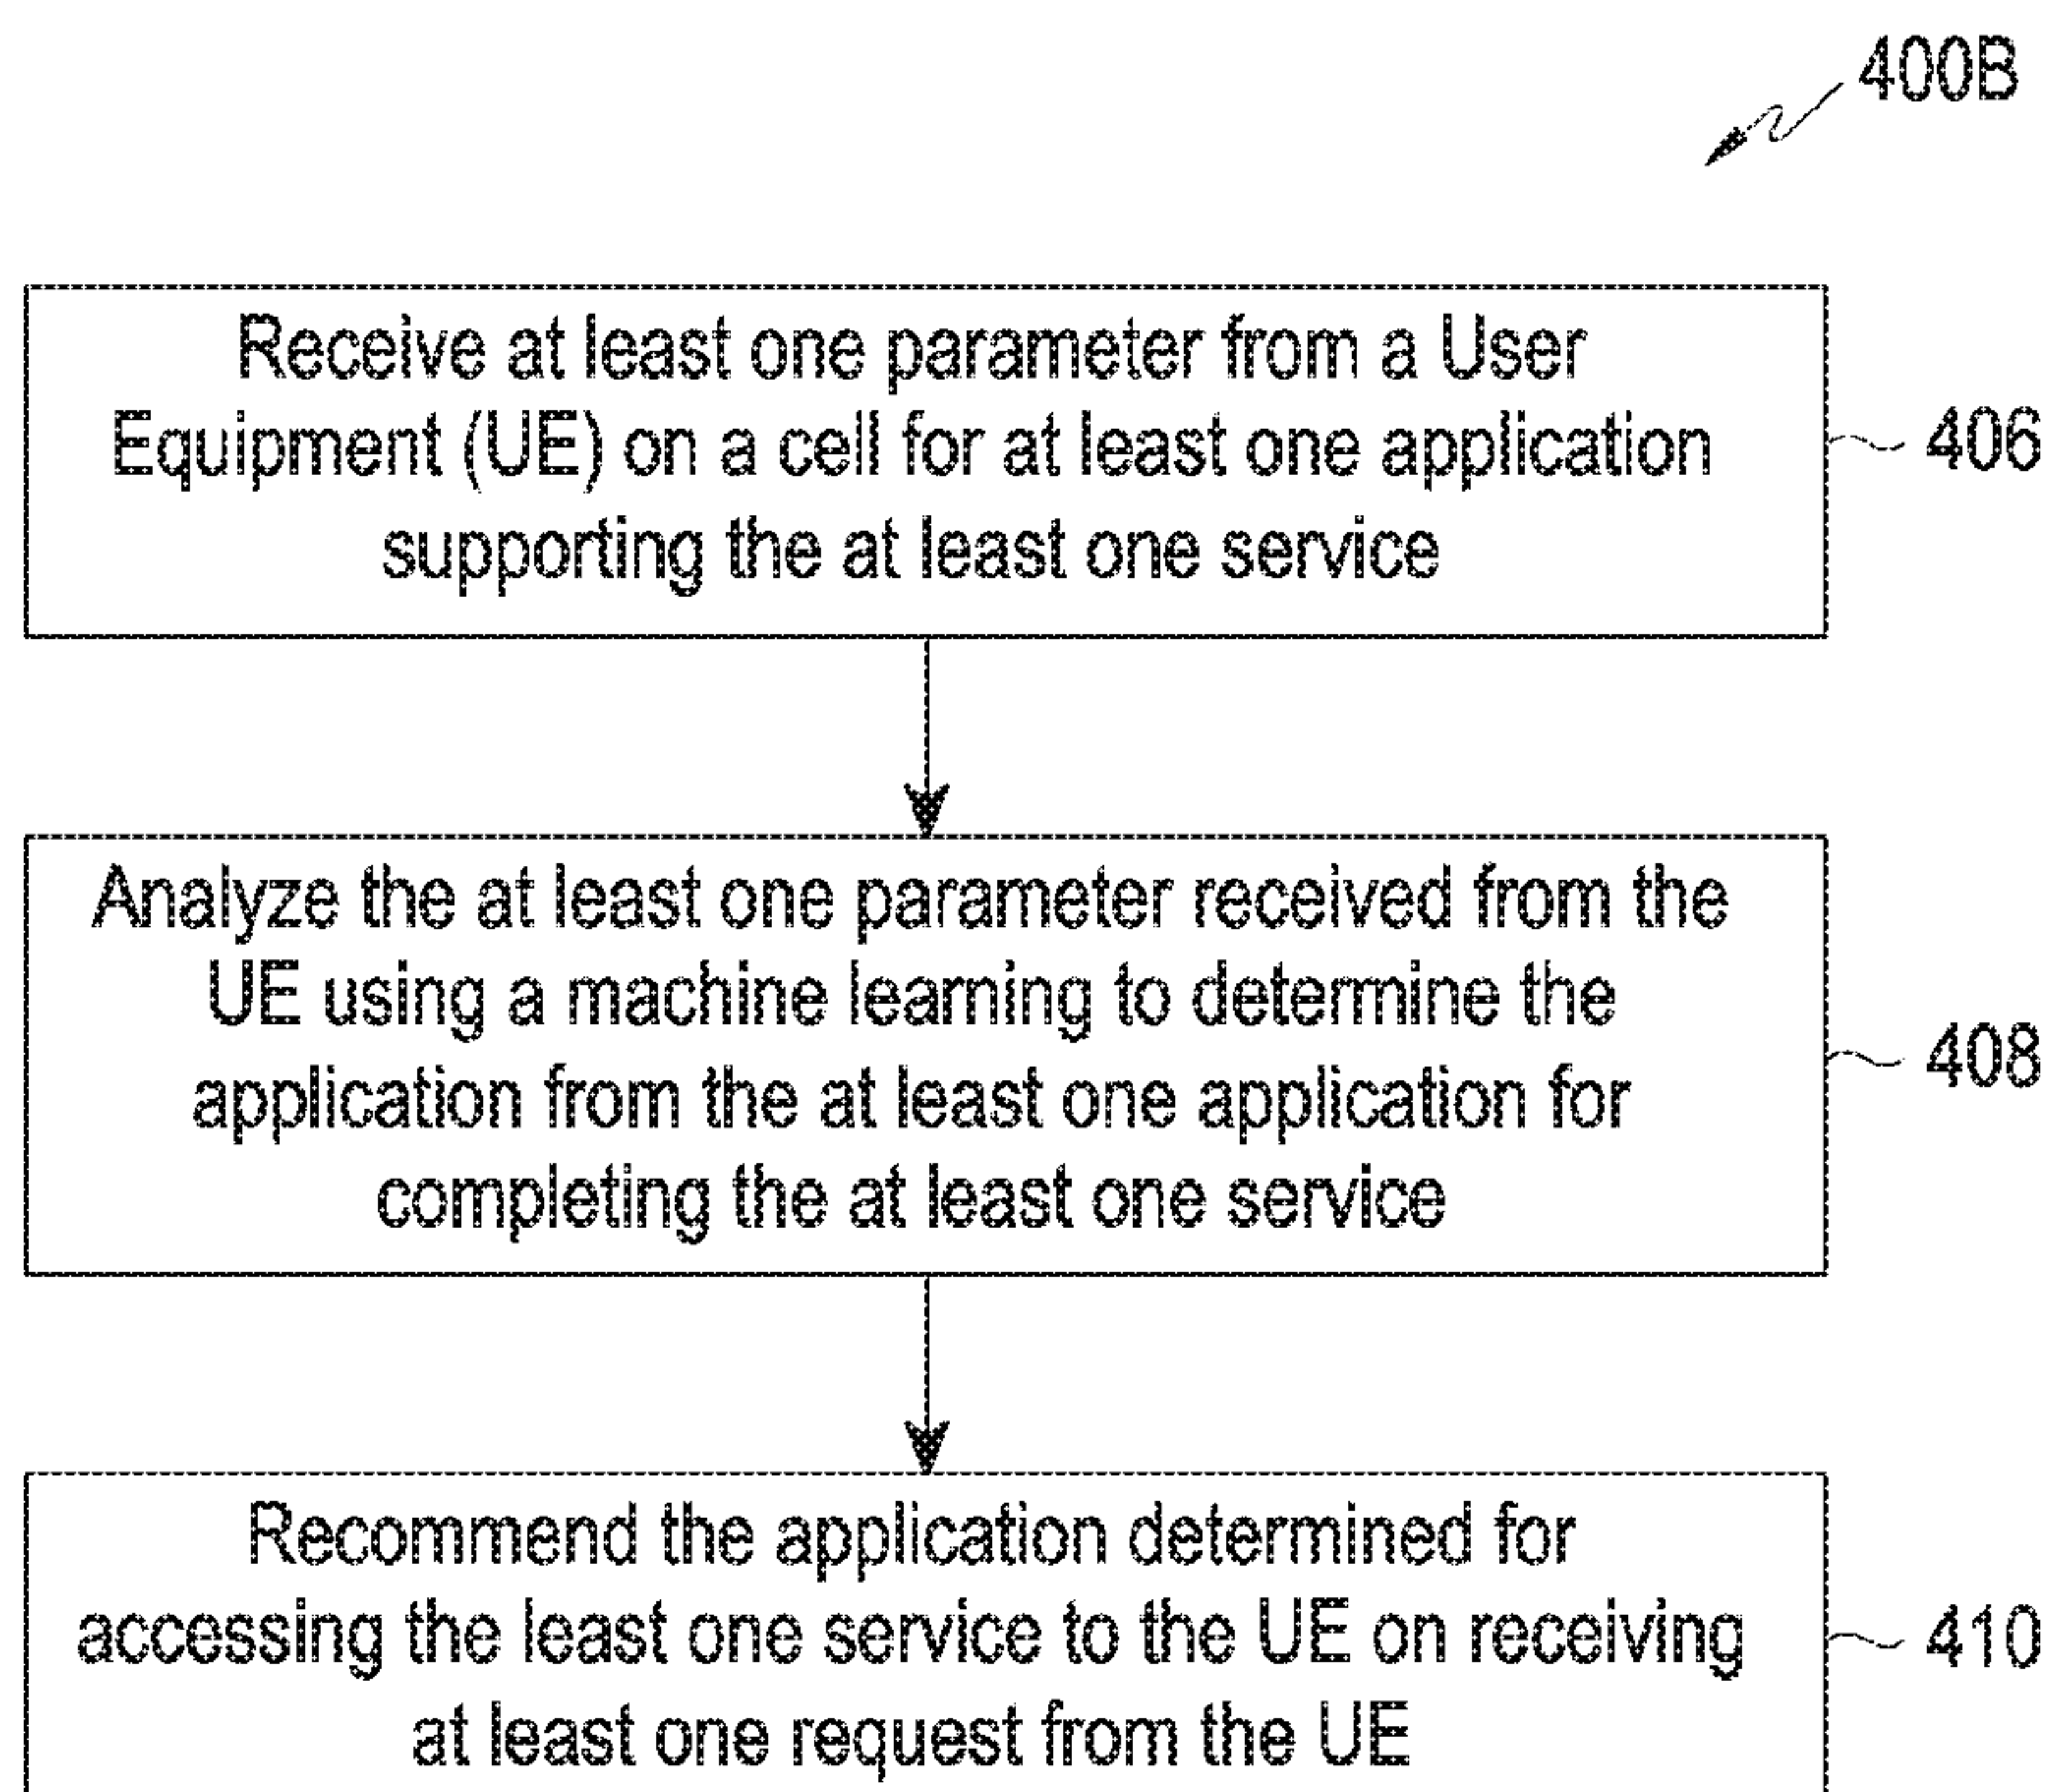 400B
Receive at least one parameter from a User
Equipment (UE) on a cell for at least one application
supporting the at least one service
406
Analyze the at least one parameter received from the
UE using a machine learning to determine the
application from the at least one application for
completing the at least one service
408
Recommend the application determined for
accessing the least one service to the UE on receiving
at least one request from the UE
410